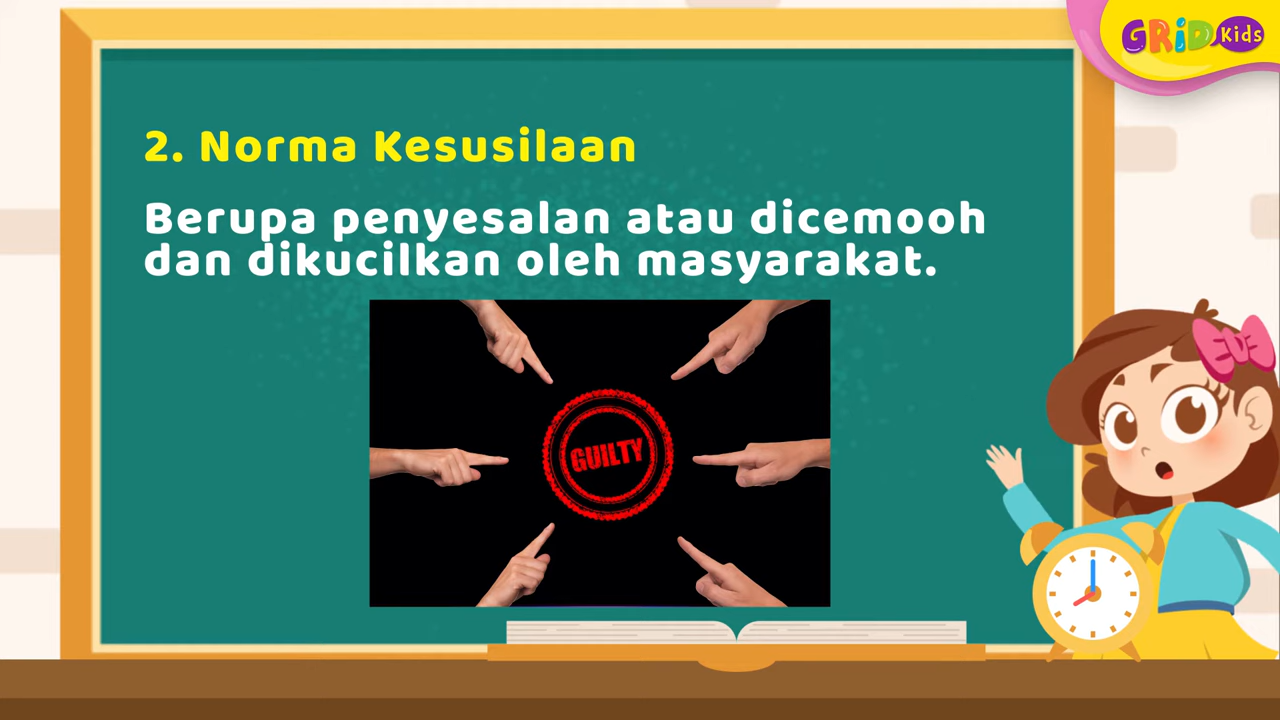 GRID Kids
2. Norma Kesusilaan
Berupa penyesalan atau dicemooh
dan dikucilkan oleh masyarakat.
GUILTY